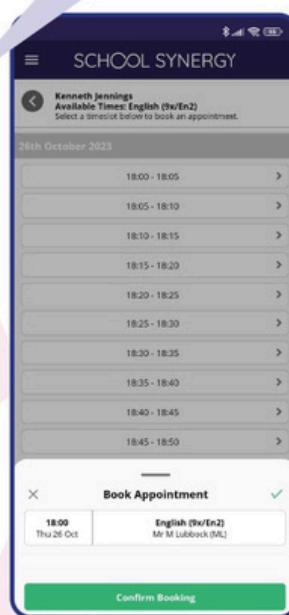 SCHOOL SYNERGY
Kenneth Jennings
Available Times: English (9x/En2)
Select a timeslot below to book an appointment.
26th October 2023
18:00 - 18:05
18:05 - 18:10
18:10 - 18:15
18:15 - 18:20
18:20 - 18:25
18:25 - 18:30
18:30 - 18:35
18:35 - 18:40
18:40 - 18:45
18:45 - 18:50
Book Appointment
18:00 English (9x/En2)
Thu 26 Oct Mr M Lubbock (ML)
Confirm Booking